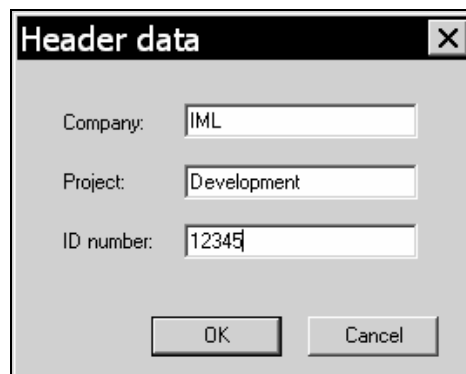 Header data
Company: IML
Project: Development
ID number: 12345
OK Cancel